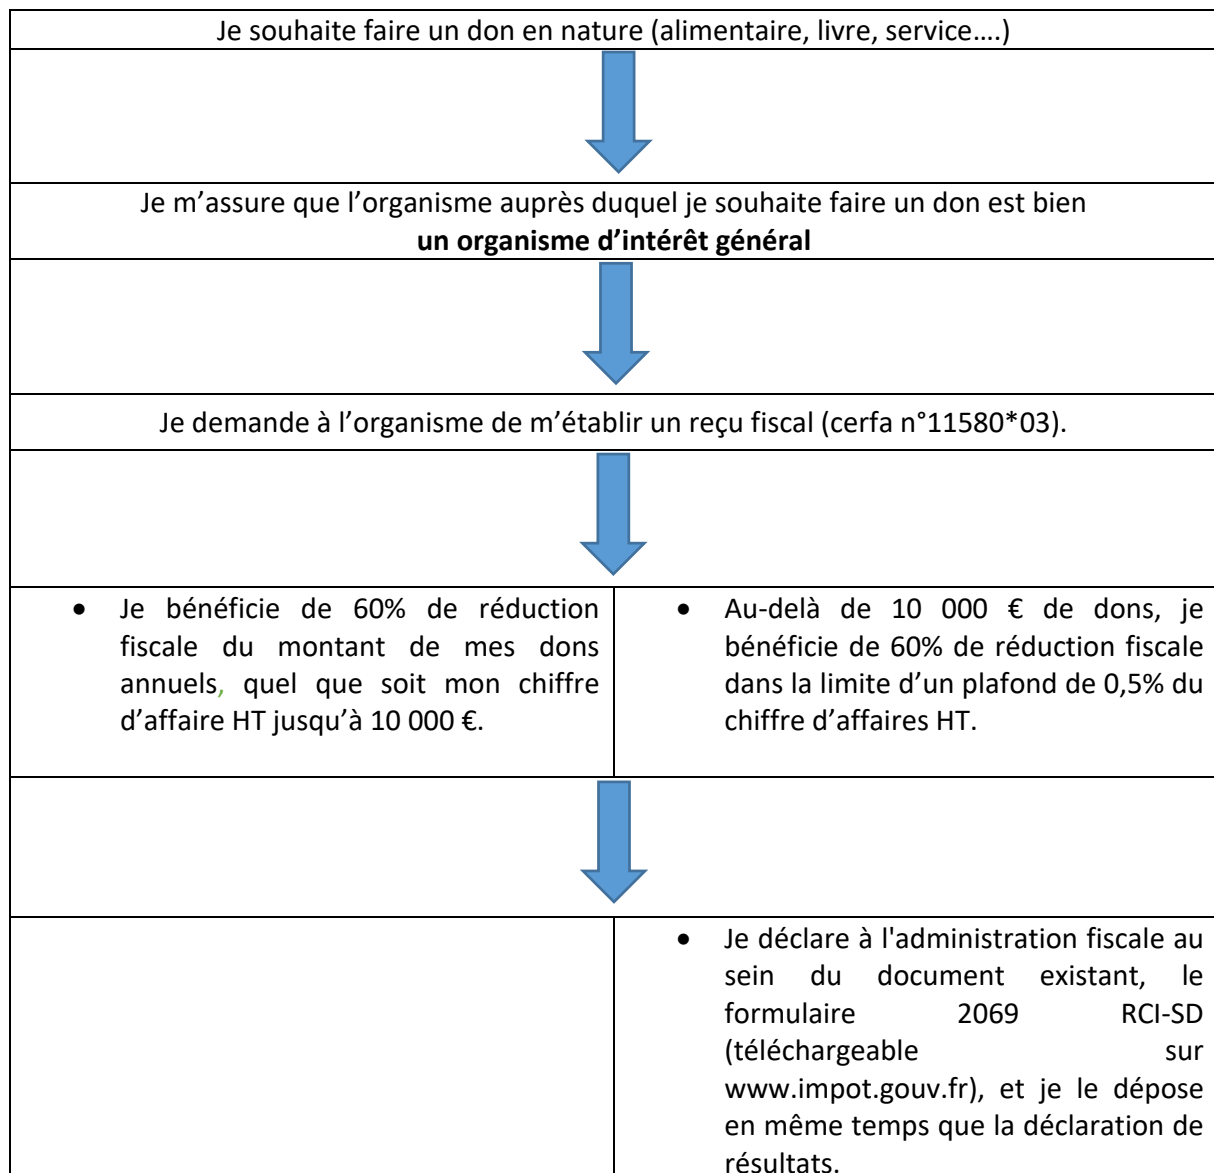 Je souhaite faire un don en nature (alimentaire, livre, service….)
Je m’assure que l’organisme auprès duquel je souhaite faire un don est bien
un organisme d’intérêt général
Je demande à l’organisme de m’établir un reçu fiscal (cerfa n°11580*03).
• Je bénéficie de 60% de réduction
fiscale du montant de mes dons
annuels, quel que soit mon chiffre
d’affaire HT jusqu’à 10 000 €.
• Au-delà de 10 000 € de dons, je
bénéficie de 60% de réduction fiscale
dans la limite d’un plafond de 0,5% du
chiffre d’affaires HT.
• Je déclare à l'administration fiscale au
sein du document existant, le
formulaire 2069 RCI-SD
(téléchargeable sur
www.impot.gouv.fr), et je le dépose
en même temps que la déclaration de
résultats.